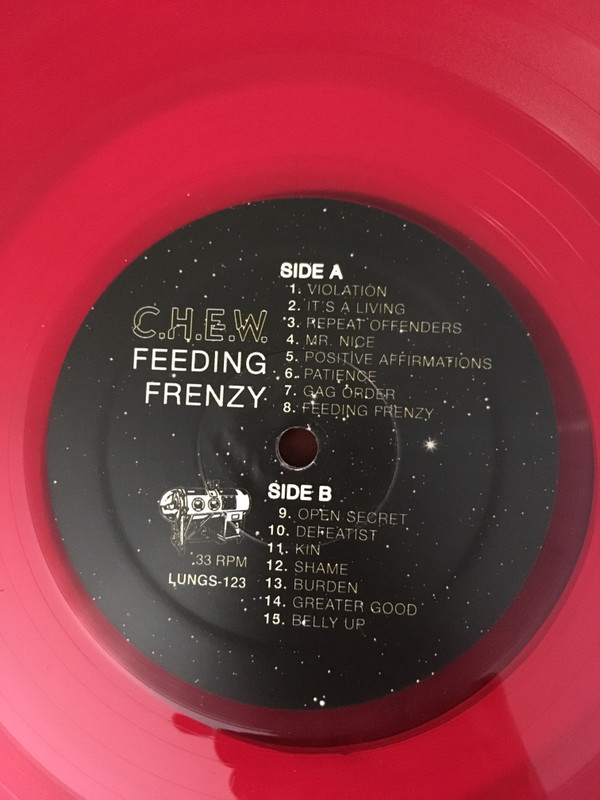 C.H.E.W.
FEEDING
FRENZY
SIDE A
1. VIOLATION
2. IT'S A LIVING
3. REPEAT OFFENDERS
4. MR. NICE
5. POSITIVE AFFIRMATIONS
6. PATIENCE
7. GAG ORDER
8. FEEDING FRENZY
SIDE B
9. OPEN SECRET
10. DEFEATIST
11. KIN
12. SHAME
13. BURDEN
14. GREATER GOOD
15. BELLY UP
33 RPM
LUNGS-123